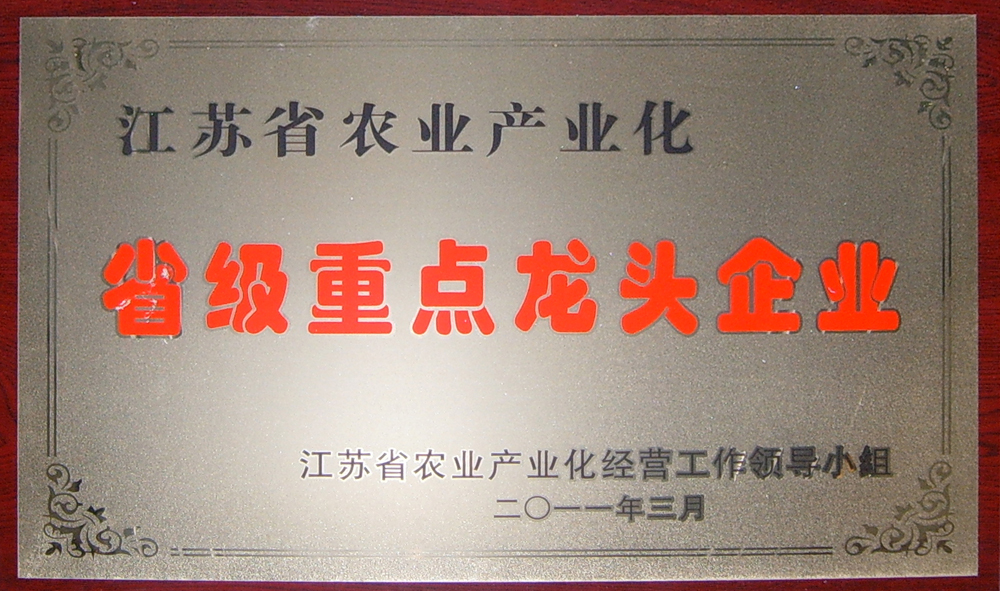 江苏省农业产业化
省级重点龙头企业
江苏省农业产业化经营工作领导小组
二〇一一年三月